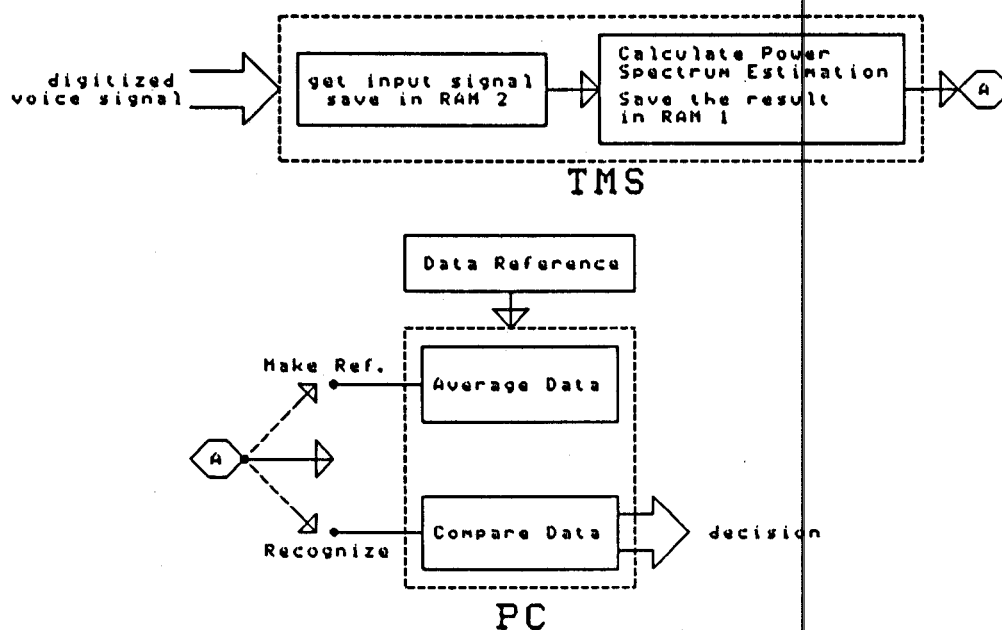 digitized
voice signal
get input signal
save in RAM 2
Calculate Power
Spectrum Estimation
Save the result
in RAM 1
A
TMS
Data Reference
Make Ref.
Average Data
A
Recognize
Compare Data
decision
PC